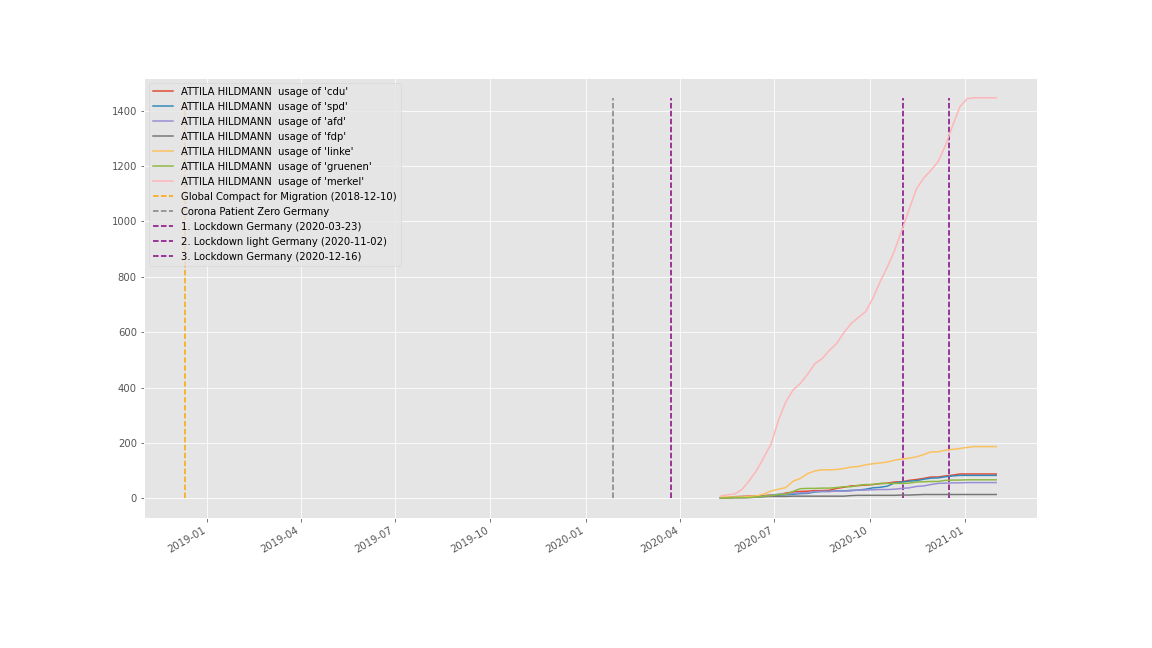 ATTILA HILDMANN  usage of 'cdu'
ATTILA HILDMANN  usage of 'spd'
ATTILA HILDMANN  usage of 'afd'
ATTILA HILDMANN  usage of 'fdp'
ATTILA HILDMANN  usage of 'linke'
ATTILA HILDMANN  usage of 'gruenen'
ATTILA HILDMANN  usage of 'merkel'
Global Compact for Migration (2018-12-10)
Corona Patient Zero Germany
1. Lockdown Germany (2020-03-23)
2. Lockdown light Germany (2020-11-02)
3. Lockdown Germany (2020-12-16)
1400
1200
1000
800
600
400
200
0
2019-01
2019-04
2019-07
2019-10
2020-01
2020-04
2020-07
2020-10
2021-01